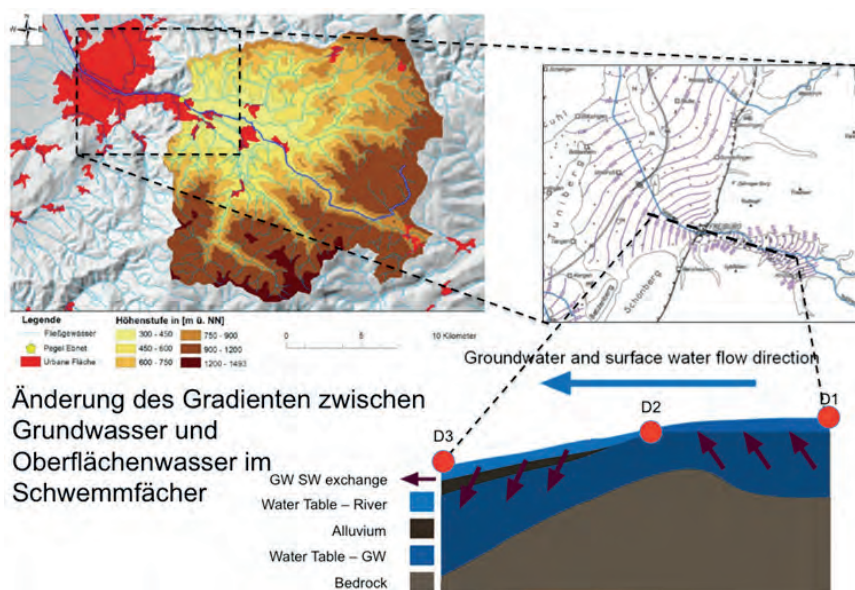 W
E
Legende
Fließgewässer
Pegel Ebnet
Urbane Fläche
Höhenstufe in [m ü. NN]
300 - 450
450 - 600
600 - 750
750 - 900
900 - 1200
1200 - 1493
0
5
10 Kilometer
Schönberg
Groundwater and surface water flow direction
Änderung des Gradienten zwischen
Grundwasser und
Oberflächenwasser im
Schwemmfächer
D3
D2
D1
GW SW exchange
Water Table – River
Alluvium
Water Table – GW
Bedrock